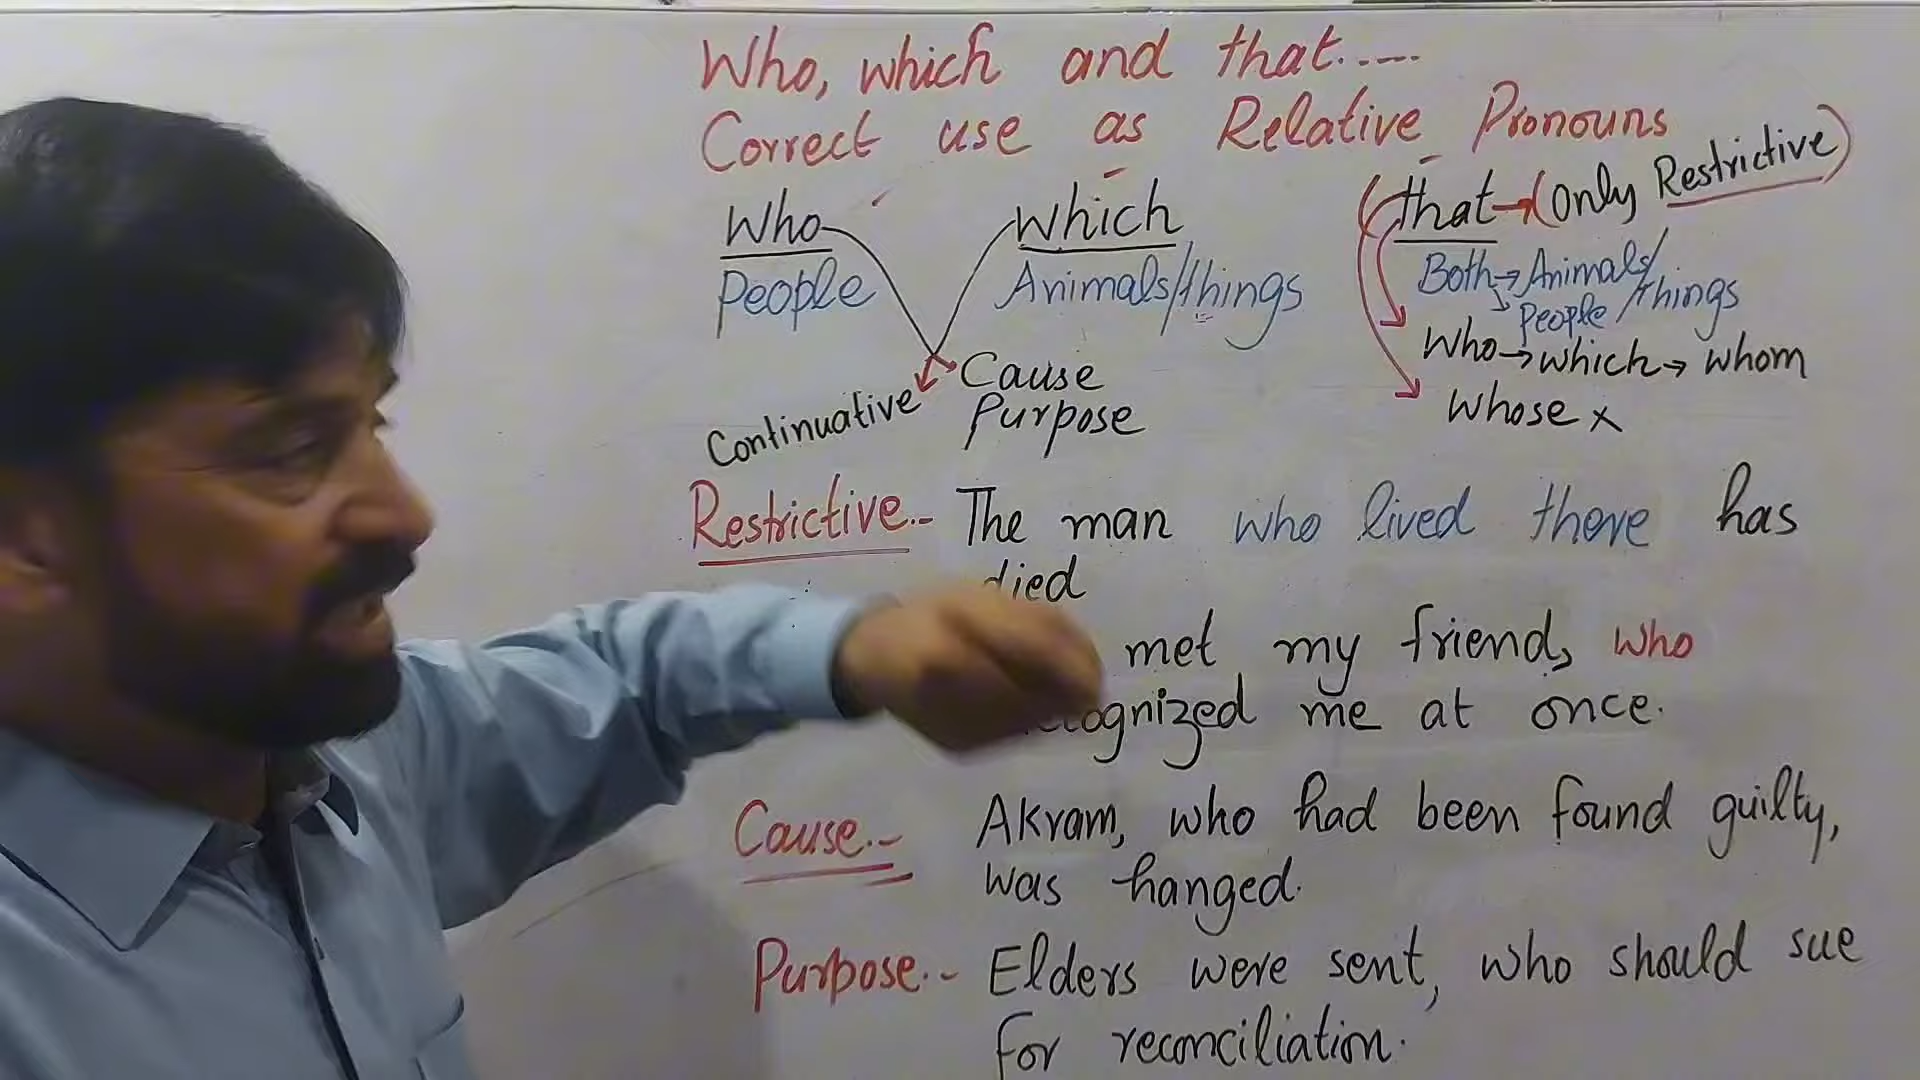 Who, which and that.....
Correct use as Relative Pronouns
Who
People
which
Animals/things
that → (Only Restrictive)
Both → Animals/things
→ People
Who → which → whom
Whose x
Continuative
Cause
Purpose
Restrictive.- The man who lived there has
died
met my friend, who
me at once.
Cause.- Akram, who had been found guilty,
was hanged.
Purpose.- Elders were sent, who should sue
for reconciliation.